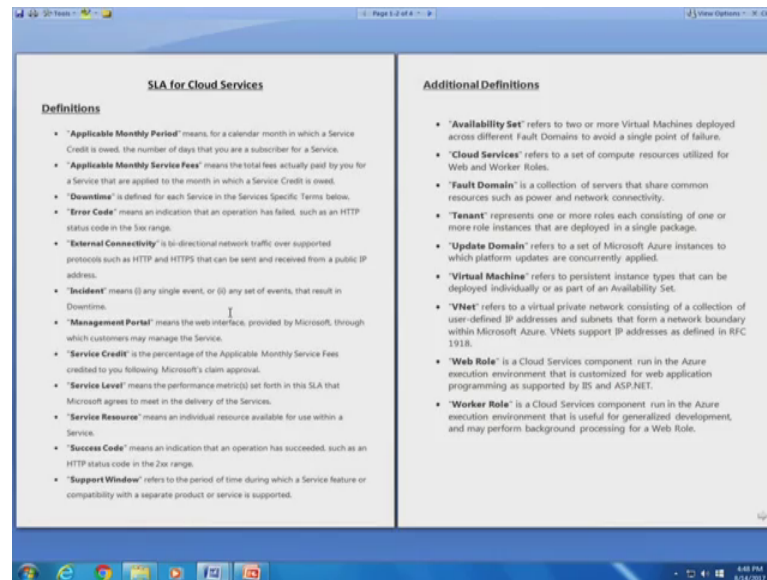 Tools
Page 1-2 of 4
View Options
SLA for Cloud Services
Definitions
• "Applicable Monthly Period" means, for a calendar month in which a Service
Credit is owed, the number of days that you are a subscriber for a Service.
• "Applicable Monthly Service Fees" means the total fees actually paid by you for
a Service that are applied to the month in which a Service Credit is owed.
• "Downtime" is defined for each Service in the Services Specific Terms below.
• "Error Code" means an indication that an operation has failed, such as an HTTP
status code in the 5xx range.
• "External Connectivity" is bi-directional network traffic over supported
protocols such as HTTP and HTTPS that can be sent and received from a public IP
address.
• "Incident" means (i) any single event, or (ii) any set of events, that result in
Downtime.
• "Management Portal" means the web interface, provided by Microsoft, through
which customers may manage the Service.
• "Service Credit" is the percentage of the Applicable Monthly Service Fees
credited to you following Microsoft's claim approval.
• "Service Level" means the performance metric(s) set forth in this SLA that
Microsoft agrees to meet in the delivery of the Services.
• "Service Resource" means an individual resource available for use within a
Service.
• "Success Code" means an indication that an operation has succeeded, such as an
HTTP status code in the 2xx range.
• "Support Window" refers to the period of time during which a Service feature or
compatibility with a separate product or service is supported.
Additional Definitions
• "Availability Set" refers to two or more Virtual Machines deployed
across different Fault Domains to avoid a single point of failure.
• "Cloud Services" refers to a set of compute resources utilized for
Web and Worker Roles.
• "Fault Domain" is a collection of servers that share common
resources such as power and network connectivity.
• "Tenant" represents one or more roles each consisting of one or
more role instances that are deployed in a single package.
• "Update Domain" refers to a set of Microsoft Azure instances to
which platform updates are concurrently applied.
• "Virtual Machine" refers to persistent instance types that can be
deployed individually or as part of an Availability Set.
• "VNet" refers to a virtual private network consisting of a collection of
user-defined IP addresses and subnets that form a network boundary
within Microsoft Azure. VNets support IP addresses as defined in RFC
1918.
• "Web Role" is a Cloud Services component run in the Azure
execution environment that is customized for web application
programming as supported by IIS and ASP.NET.
• "Worker Role" is a Cloud Services component run in the Azure
execution environment that is useful for generalized development,
and may perform background processing for a Web Role.
4:48 PM